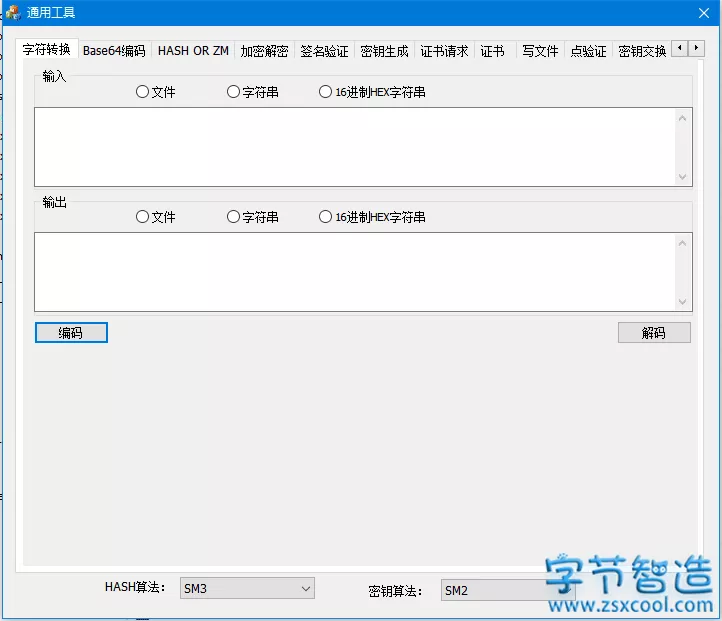 通用工具
字符转换 Base64编码 HASH OR ZM 加密解密 签名验证 密钥生成 证书请求 证书 写文件 点验证 密钥交换
输入
文件 字符串 16进制HEX字符串
输出
文件 字符串 16进制HEX字符串
编码 解码
HASH算法： SM3 密钥算法： SM2
字节智造
www.zsxcool.com